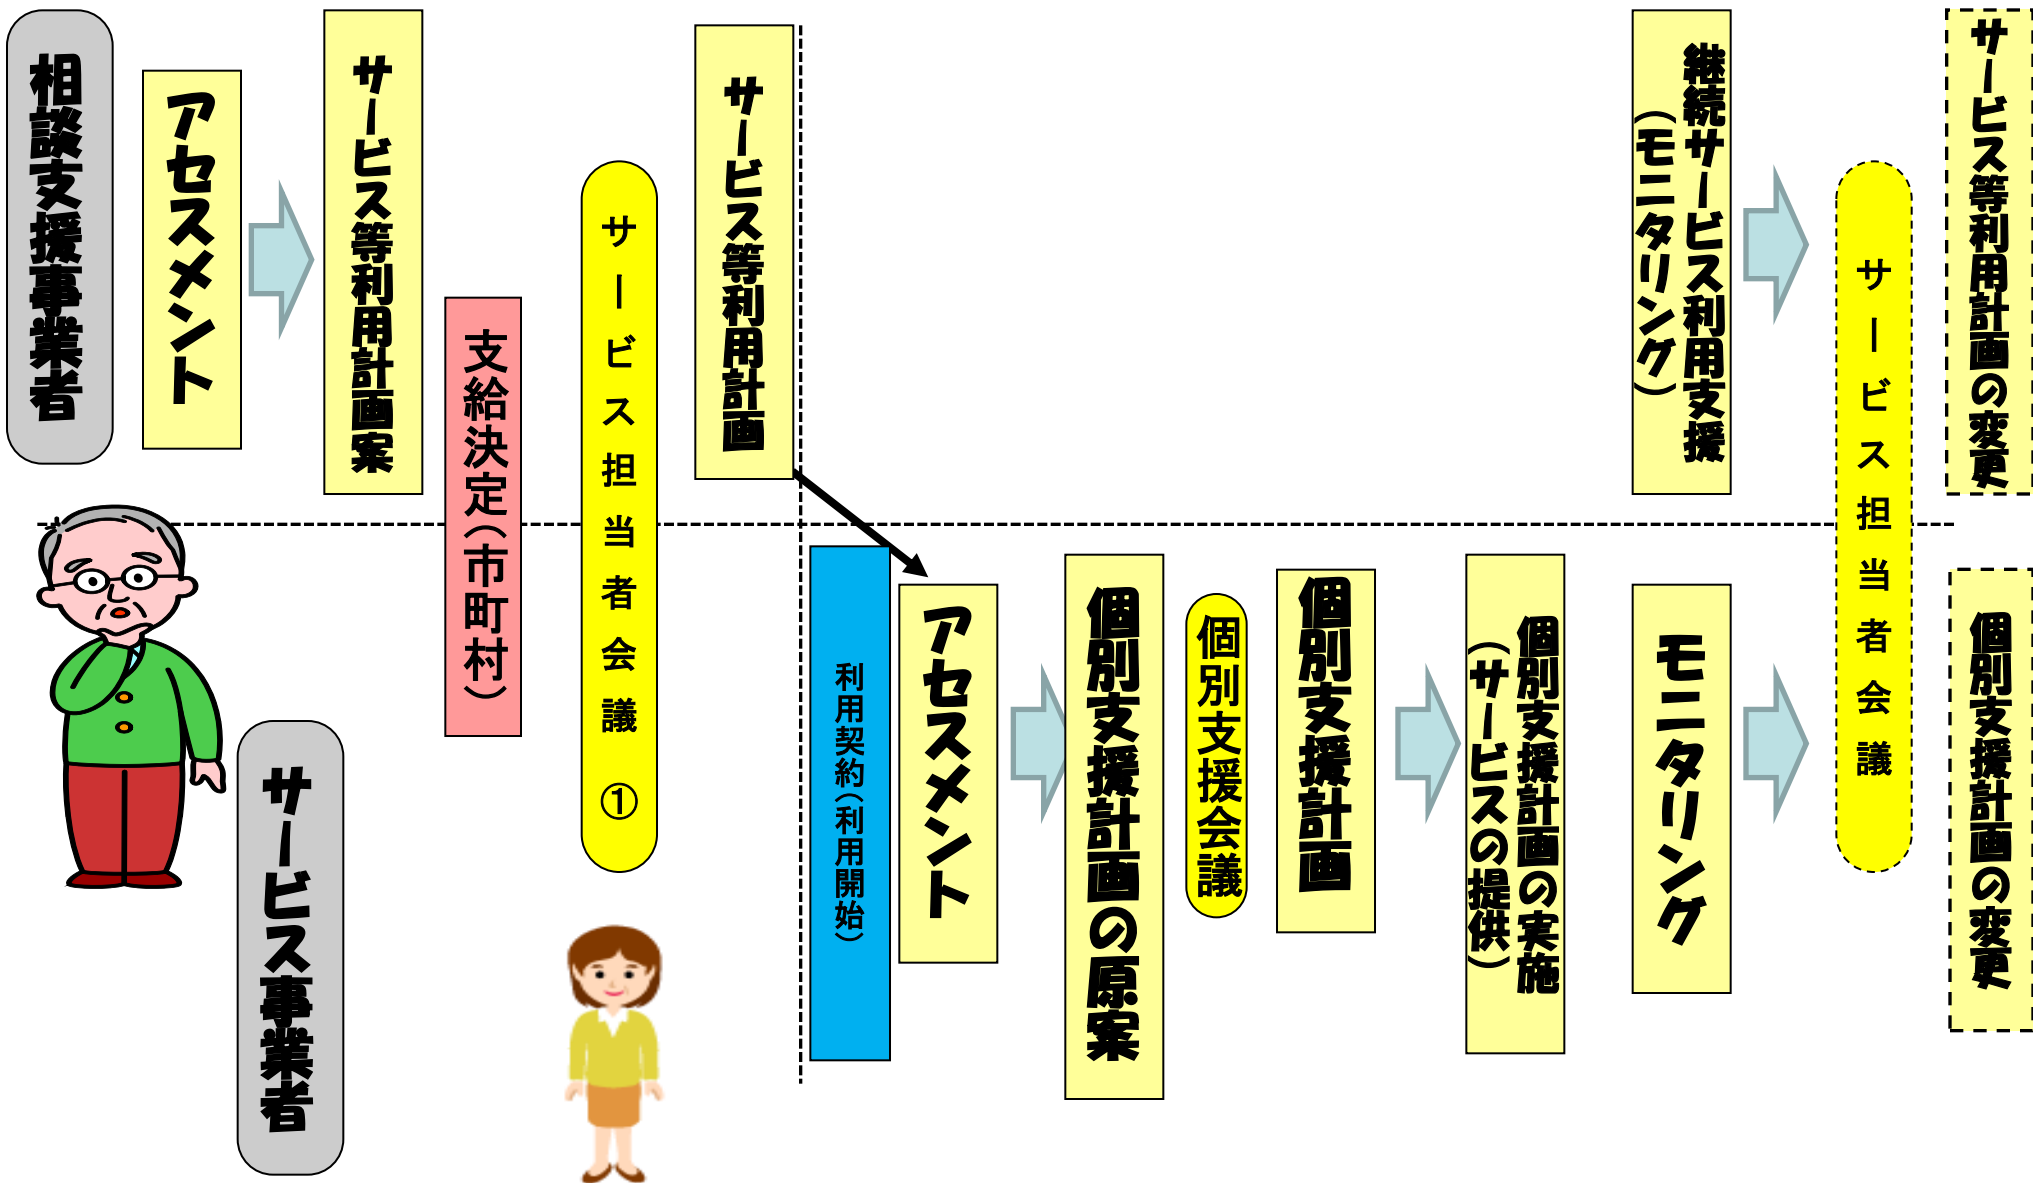 相談支援事業者
アセスメント
サービス等利用計画案
支給決定（市町村）
サービス担当者会議　①
サービス等利用計画
継続サービス利用支援
（モニタリング）
サービス担当者会議
サービス等利用計画の変更
サービス事業者
利用契約（利用開始）
アセスメント
個別支援計画の原案
個別支援会議
個別支援計画
個別支援計画の実施
（サービスの提供）
モニタリング
個別支援計画の変更